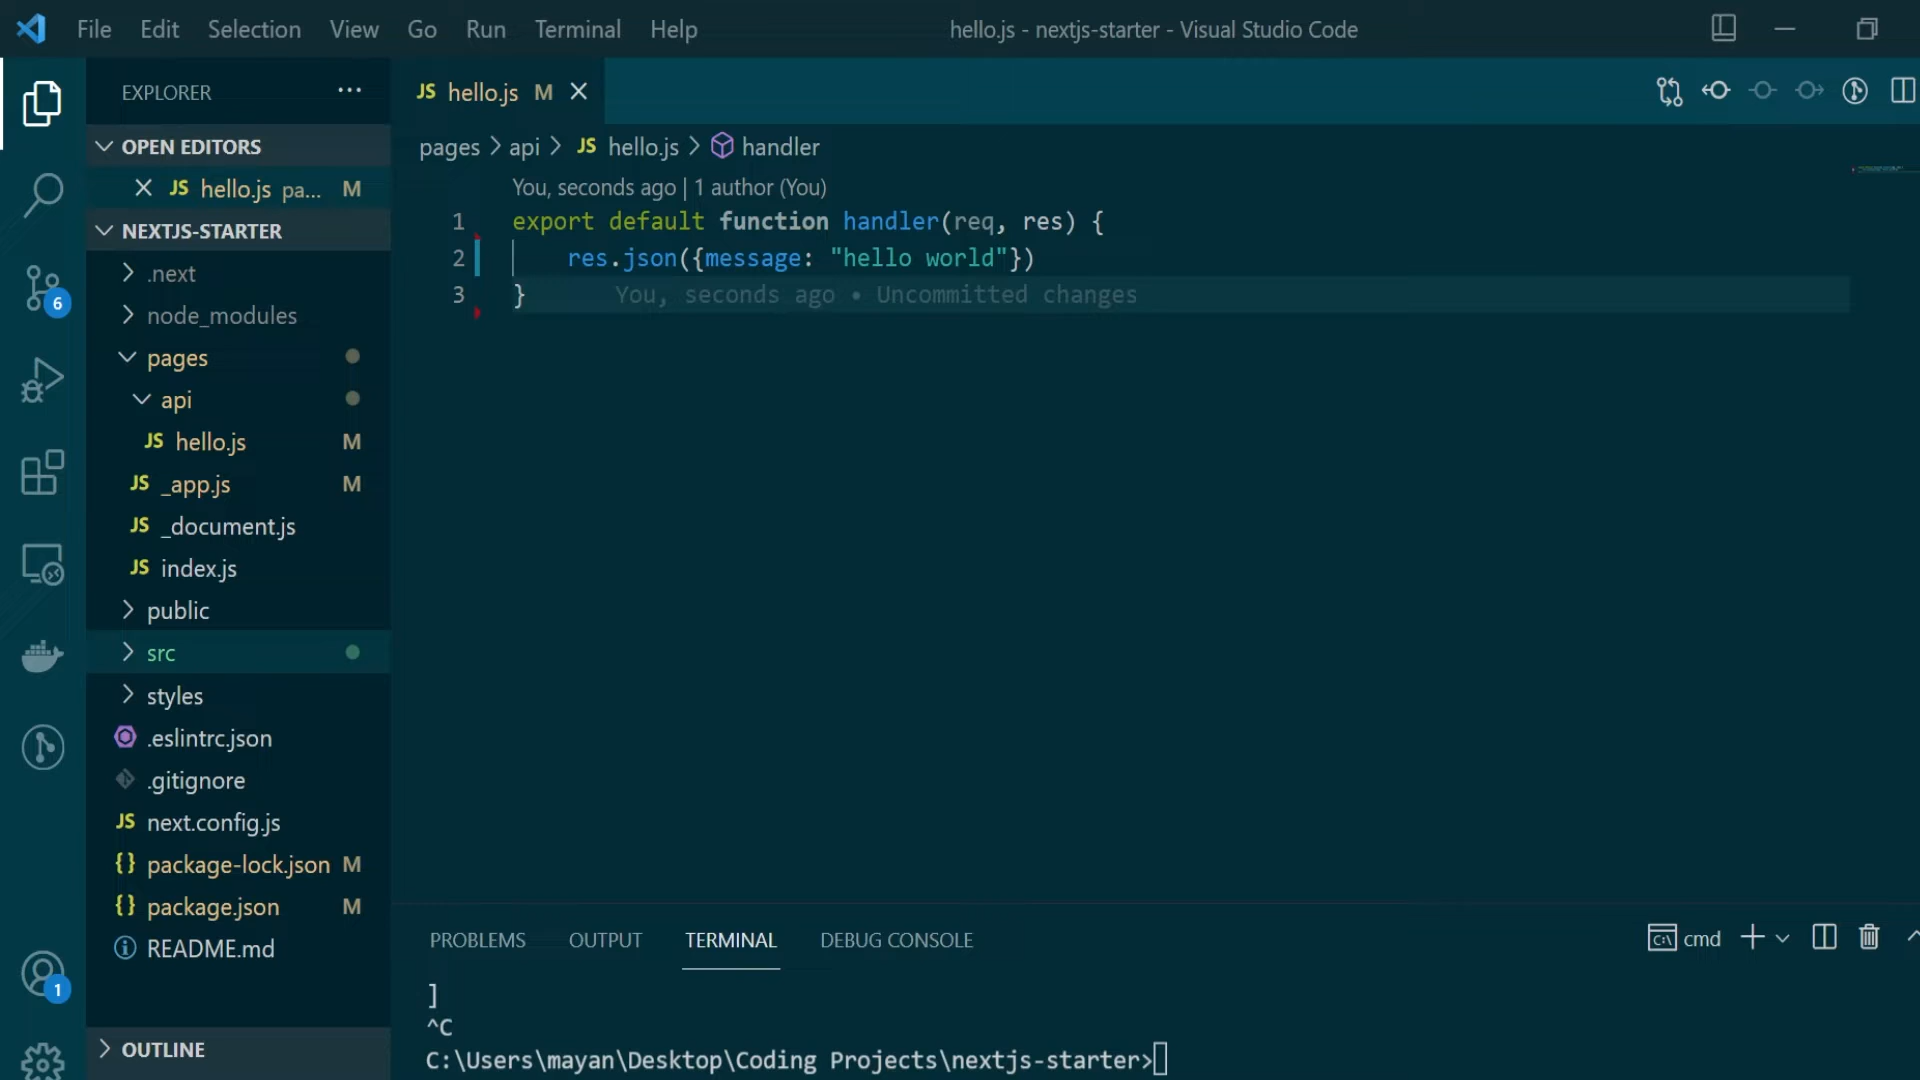 File Edit Selection View Go Run Terminal Help hello.js - nextjs-starter - Visual Studio Code
EXPLORER ···
JS hello.js M
OPEN EDITORS
JS hello.js pa... M
NEXTJS-STARTER
.next
node_modules
pages
api
JS hello.js M
JS _app.js M
JS _document.js
JS index.js
public
src
styles
.eslintrc.json
.gitignore
JS next.config.js
{} package-lock.json M
{} package.json M
README.md
OUTLINE
6
1
pages > api > JS hello.js > handler
You, seconds ago | 1 author (You)
1 export default function handler(req, res) {
2 res.json({message: "hello world"})
3 } You, seconds ago • Uncommitted changes
PROBLEMS OUTPUT TERMINAL DEBUG CONSOLE cmd
]
^C
C:\Users\mayan\Desktop\Coding Projects\nextjs-starter>